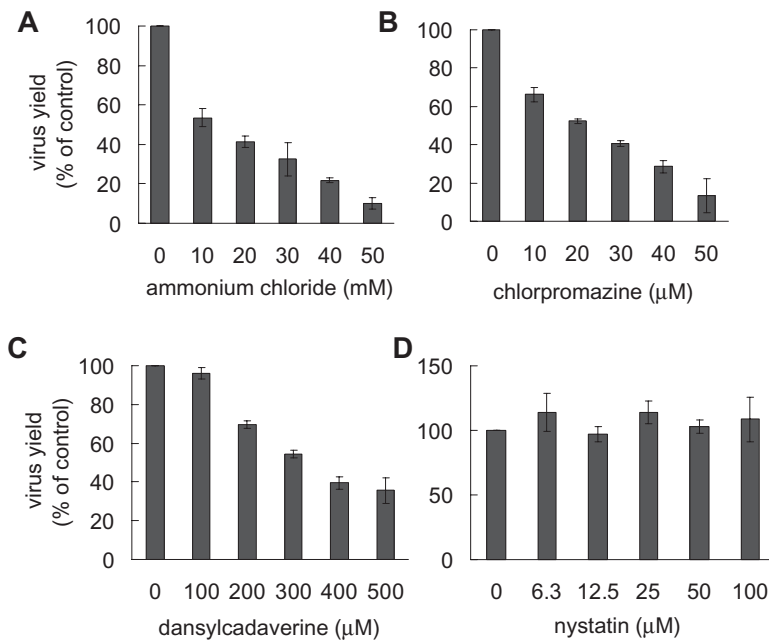 A
virus yield
(% of control)
100
80
60
40
20
0
0 10 20 30 40 50
ammonium chloride (mM)
B
100
80
60
40
20
0
0 10 20 30 40 50
chlorpromazine (μM)
C
virus yield
(% of control)
100
80
60
40
20
0
0 100 200 300 400 500
dansylcadaverine (μM)
D
150
100
50
0
0 6.3 12.5 25 50 100
nystatin (μM)